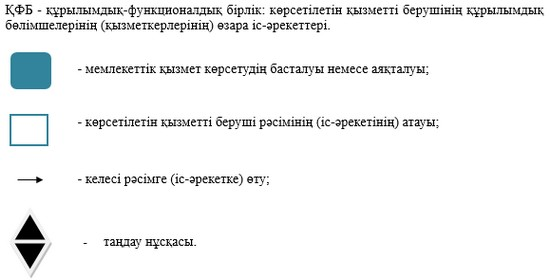 ҚФБ - құрылымдық-функционалдық бірлік: көрсетілетін қызметті берушінің құрылымдық
бөлімшелерінің (қызметкерлерінің) өзара іс-әрекеттері.
- мемлекеттік қызмет көрсетудің басталуы немесе аяқталуы;
- көрсетілетін қызметті беруші рәсімінің (іс-әрекетінің) атауы;
- келесі рәсімге (іс-әрекетке) өту;
- таңдау нұсқасы.